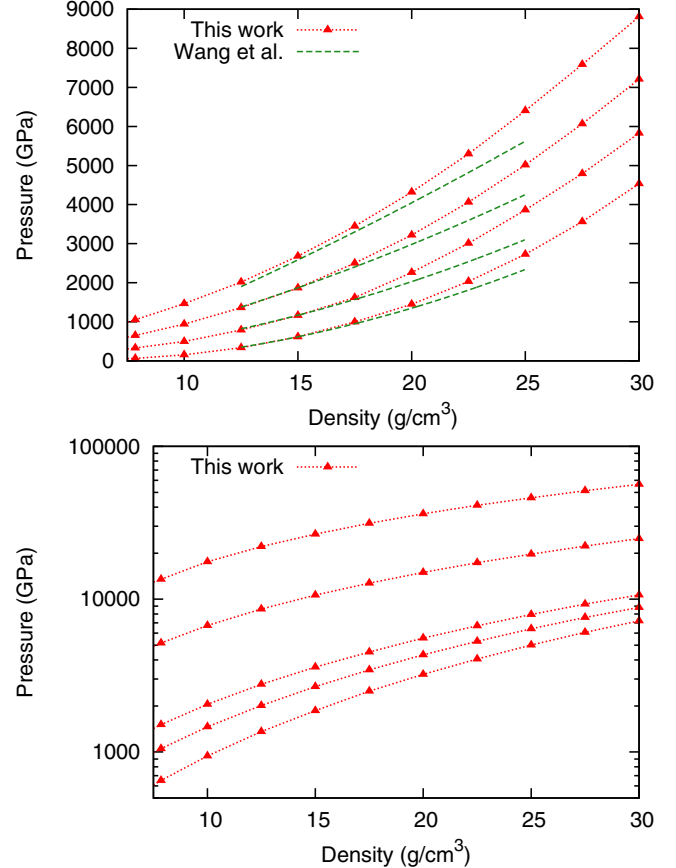 9000
8000
7000
6000
5000
4000
3000
2000
1000
0
Pressure (GPa)
This work
Wang et al.
10 15 20 25 30
Density (g/cm³)
100000
10000
1000
Pressure (GPa)
This work
10 15 20 25 30
Density (g/cm³)